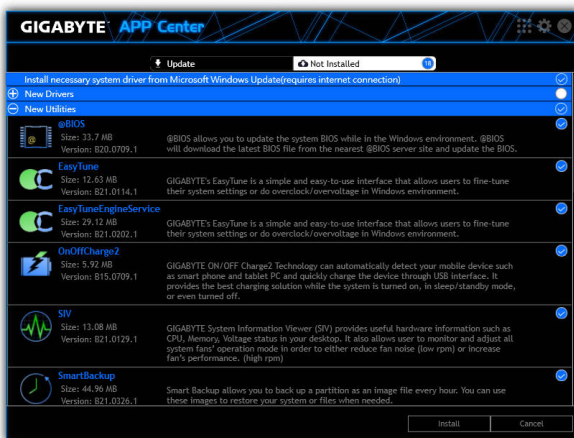 GIGABYTE APP Center
Update
Not Installed 18
Install necessary system driver from Microsoft Windows Update(requires internet connection)
New Drivers
New Utilities
@BIOS
Size: 33.7 MB
Version: B20.0709.1
@BIOS allows you to update the system BIOS while in the Windows environment. @BIOS
will download the latest BIOS file from the nearest @BIOS server site and update the BIOS.
EasyTune
Size: 12.63 MB
Version: B21.0114.1
GIGABYTE's EasyTune is a simple and easy-to-use interface that allows users to fine-tune
their system settings or do overclock/overvoltage in Windows environment.
EasyTuneEngineService
Size: 29.12 MB
Version: B21.0202.1
GIGABYTE's EasyTune is a simple and easy-to-use interface that allows users to fine-tune
their system settings or do overclock/overvoltage in Windows environment.
OnOffCharge2
Size: 5.92 MB
Version: B15.0709.1
GIGABYTE ON/OFF Charge2 Technology can automatically detect your mobile device such
as smart phone and tablet PC and quickly charge the device through USB interface. It
provides the best charging solution while the system is turned on, in sleep/standby mode,
or even turned off.
SIV
Size: 13.08 MB
Version: B21.0129.1
GIGABYTE System Information Viewer (SIV) provides useful hardware information such as
CPU, Memory, Voltage status in your desktop. It also allows user to monitor and adjust all
system fans' operation mode in order to either reduce fan noise (low rpm) or increase
fan's performance. (high rpm)
SmartBackup
Size: 44.96 MB
Version: B21.0326.1
Smart Backup allows you to back up a partition as an image file every hour. You can use
these images to restore your system or files when needed.
Install
Cancel